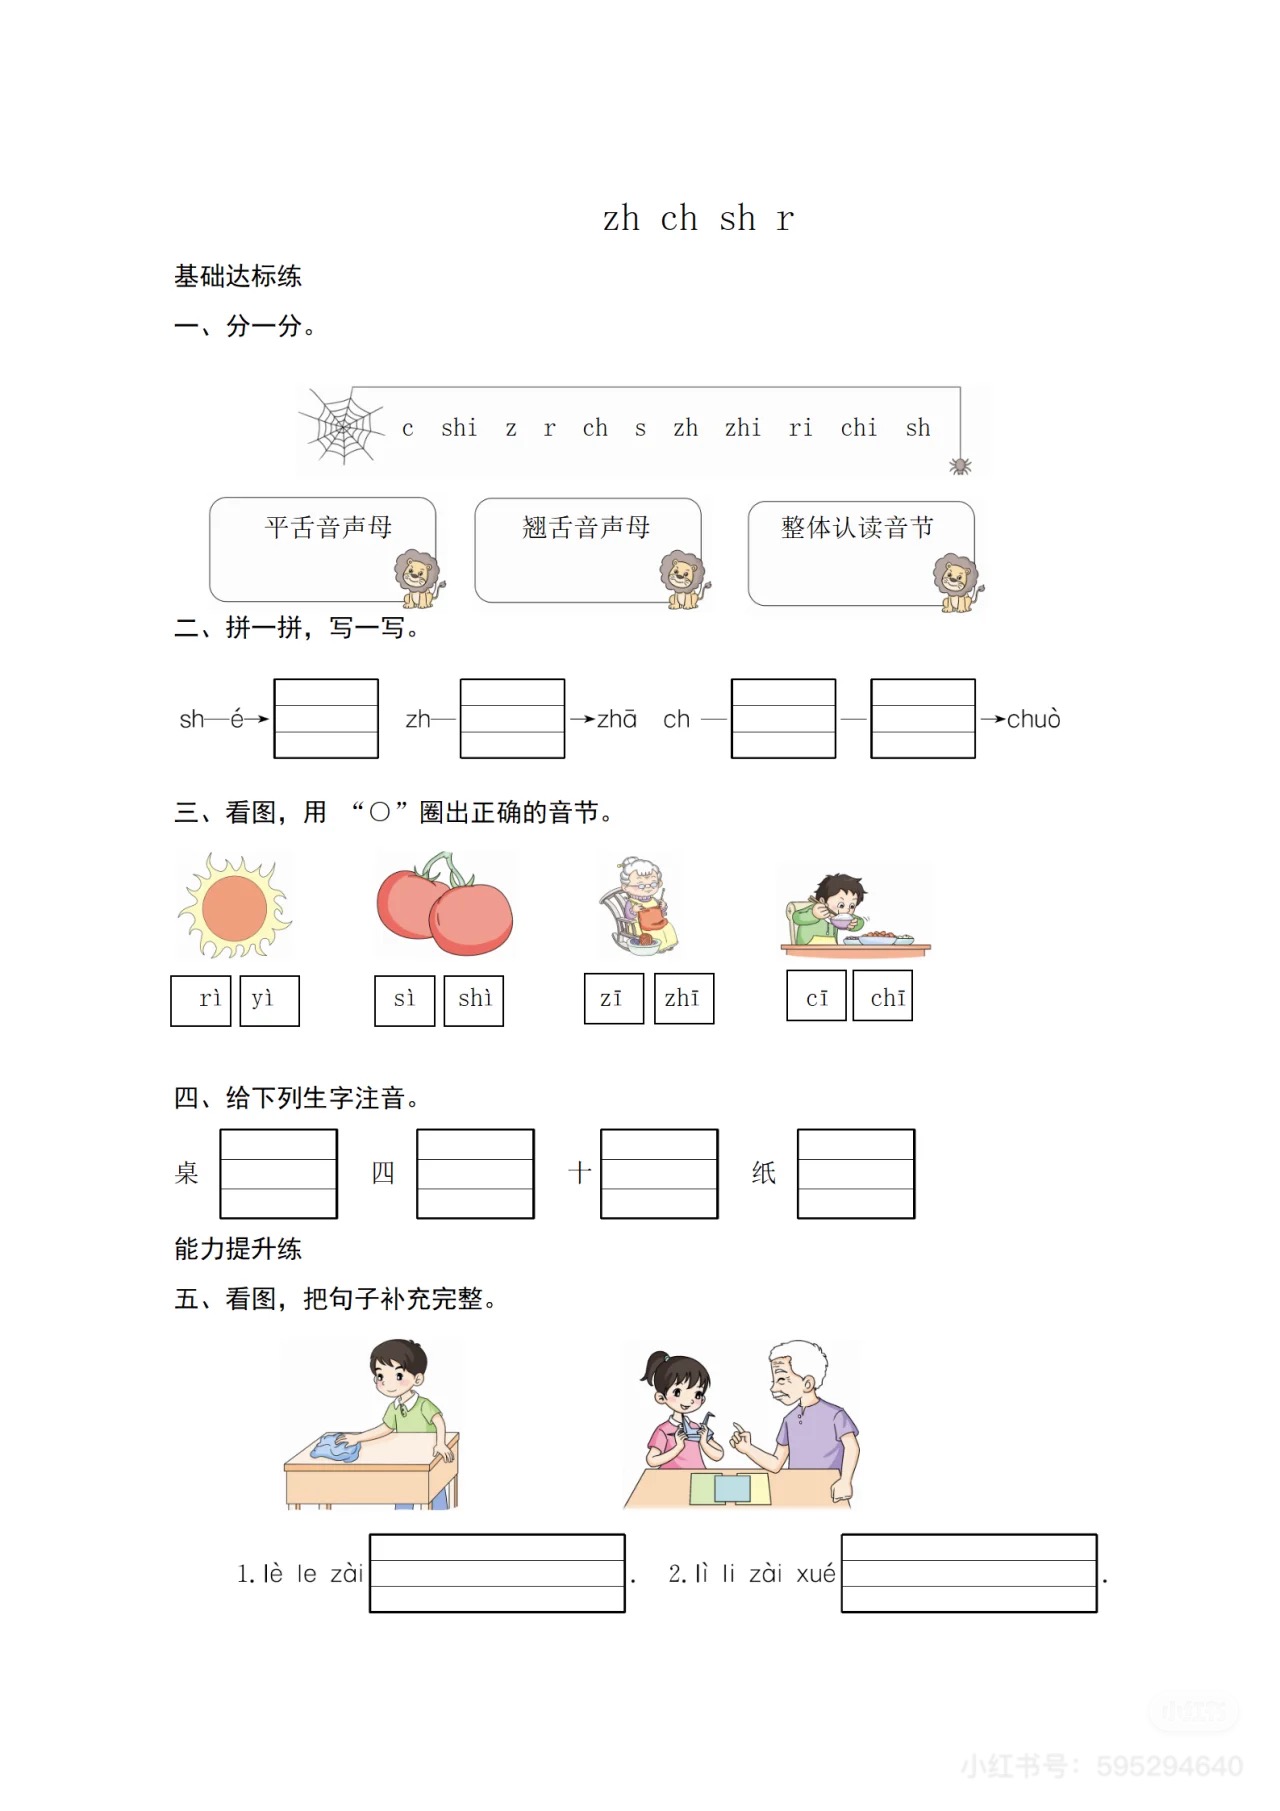 zh ch sh r
基础达标练
一、分一分。
c shi z r ch s zh zhi ri chi sh
平舌音声母 翘舌音声母 整体认读音节
二、拼一拼，写一写。
sh—é→ zh— →zhā ch — — →chuò
三、看图，用 “○”圈出正确的音节。
rì yì sì shì zī zhī cī chī
四、给下列生字注音。
桌 四 十 纸
能力提升练
五、看图，把句子补充完整。
1.lè le zài . 2.lì li zài xué .
小红书
小红书号：595294640